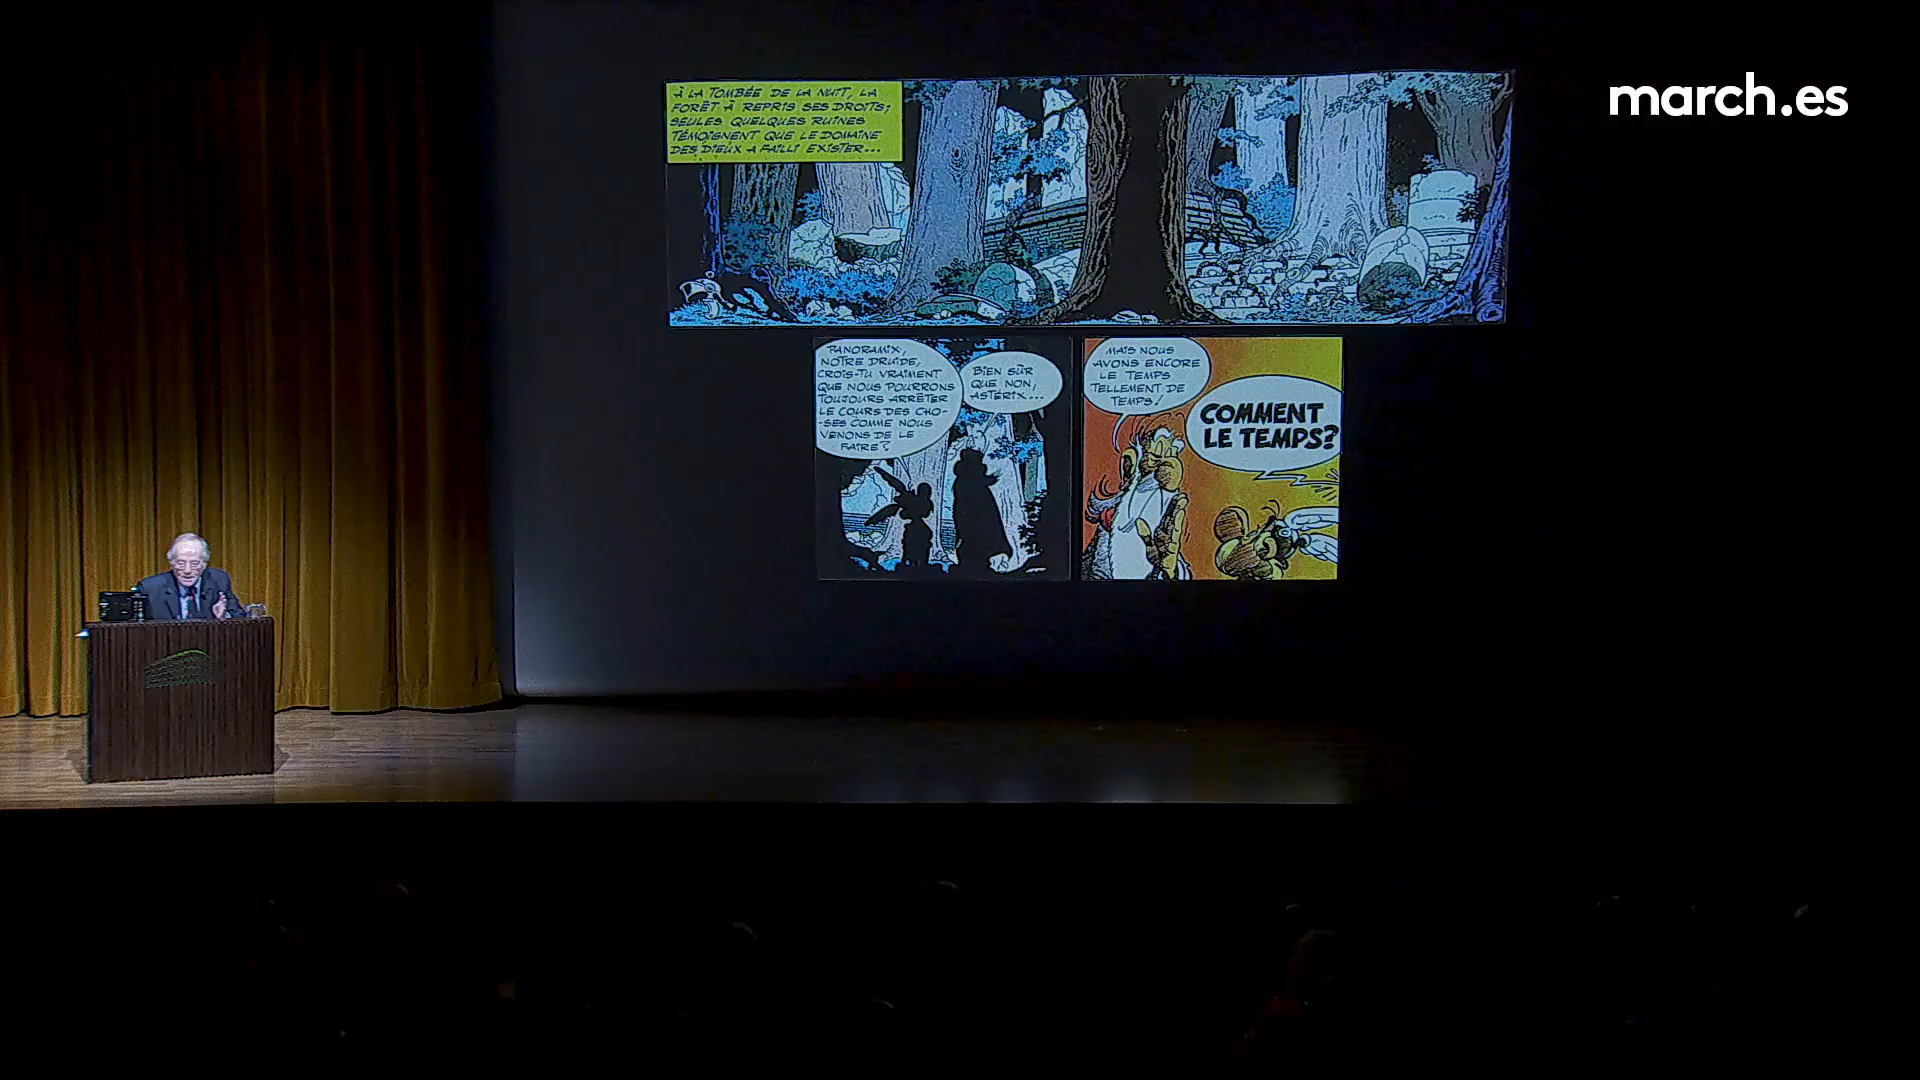 march.es
À LA TOMBÉE DE LA NUIT, LA
FORÊT À REPRIS SES DROITS;
SEULES QUELQUES RUINES
TÉMOIGNENT QUE LE DOMAINE
DES DIEUX A FAILLI EXISTER...
PANORAMIX,
NOTRE DRUIDE,
CROIS-TU VRAIMENT
QUE NOUS POURRONS
TOUJOURS ARRÊTER
LE COURS DES CHO-
-SES COMME NOUS
VENONS DE LE
FAIRE?
BIEN SÛR
QUE NON,
ASTÉRIX...
MAIS NOUS
AVONS ENCORE
LE TEMPS
TELLEMENT DE
TEMPS!
COMMENT
LE TEMPS?